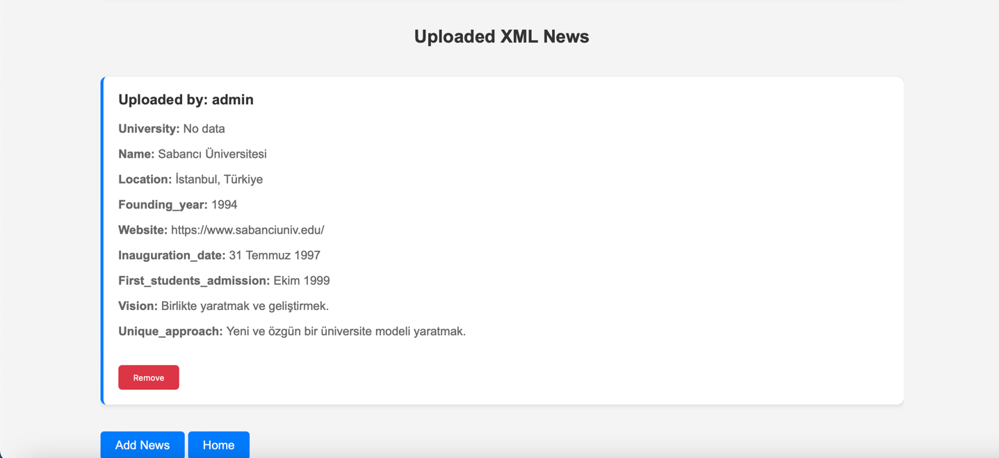 Uploaded XML News
Uploaded by: admin
University: No data
Name: Sabancı Üniversitesi
Location: İstanbul, Türkiye
Founding_year: 1994
Website: https://www.sabanciuniv.edu/
Inauguration_date: 31 Temmuz 1997
First_students_admission: Ekim 1999
Vision: Birlikte yaratmak ve geliştirmek.
Unique_approach: Yeni ve özgün bir üniversite modeli yaratmak.
Remove
Add News Home